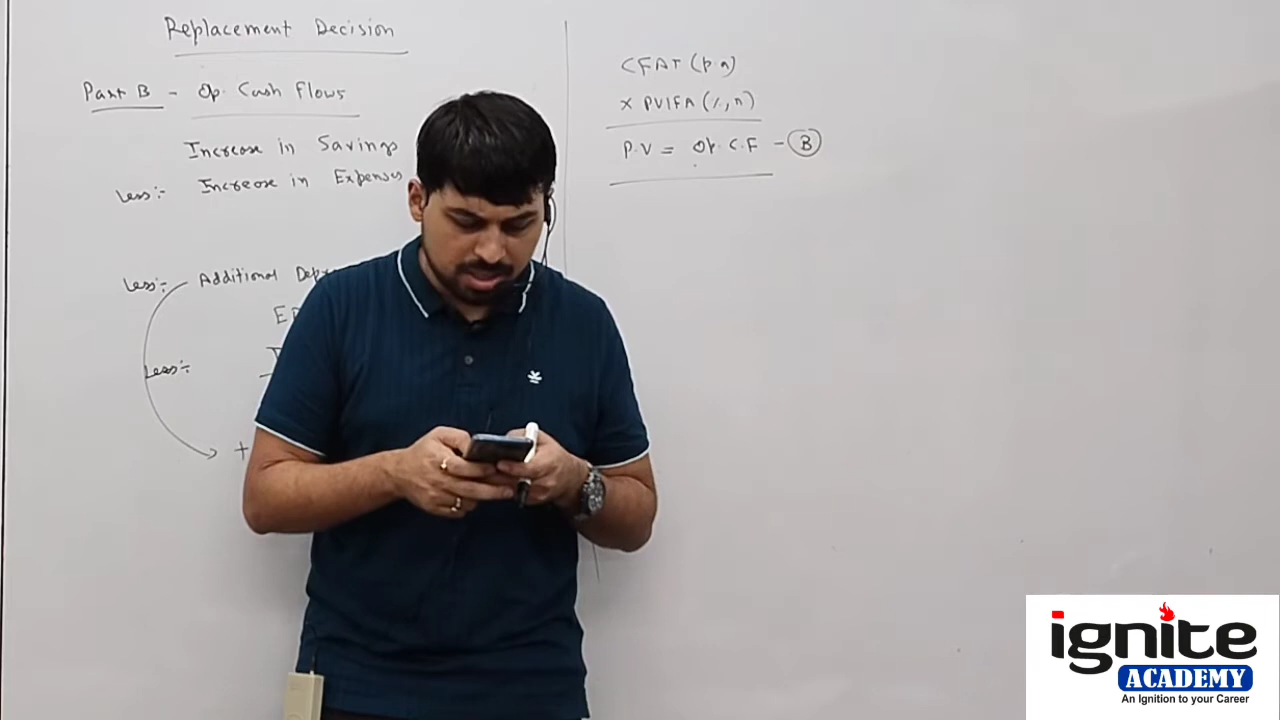 Replacement Decision
Part B - Op. Cash Flows
Increase in Savings
Less:- Increase in Expenses
Less:- Additional Dep
Less:-
+
CFAT (p.a)
x PVIFA (%, n)
P.V = Op. C.F - B
ignite
ACADEMY
An Ignition to your Career